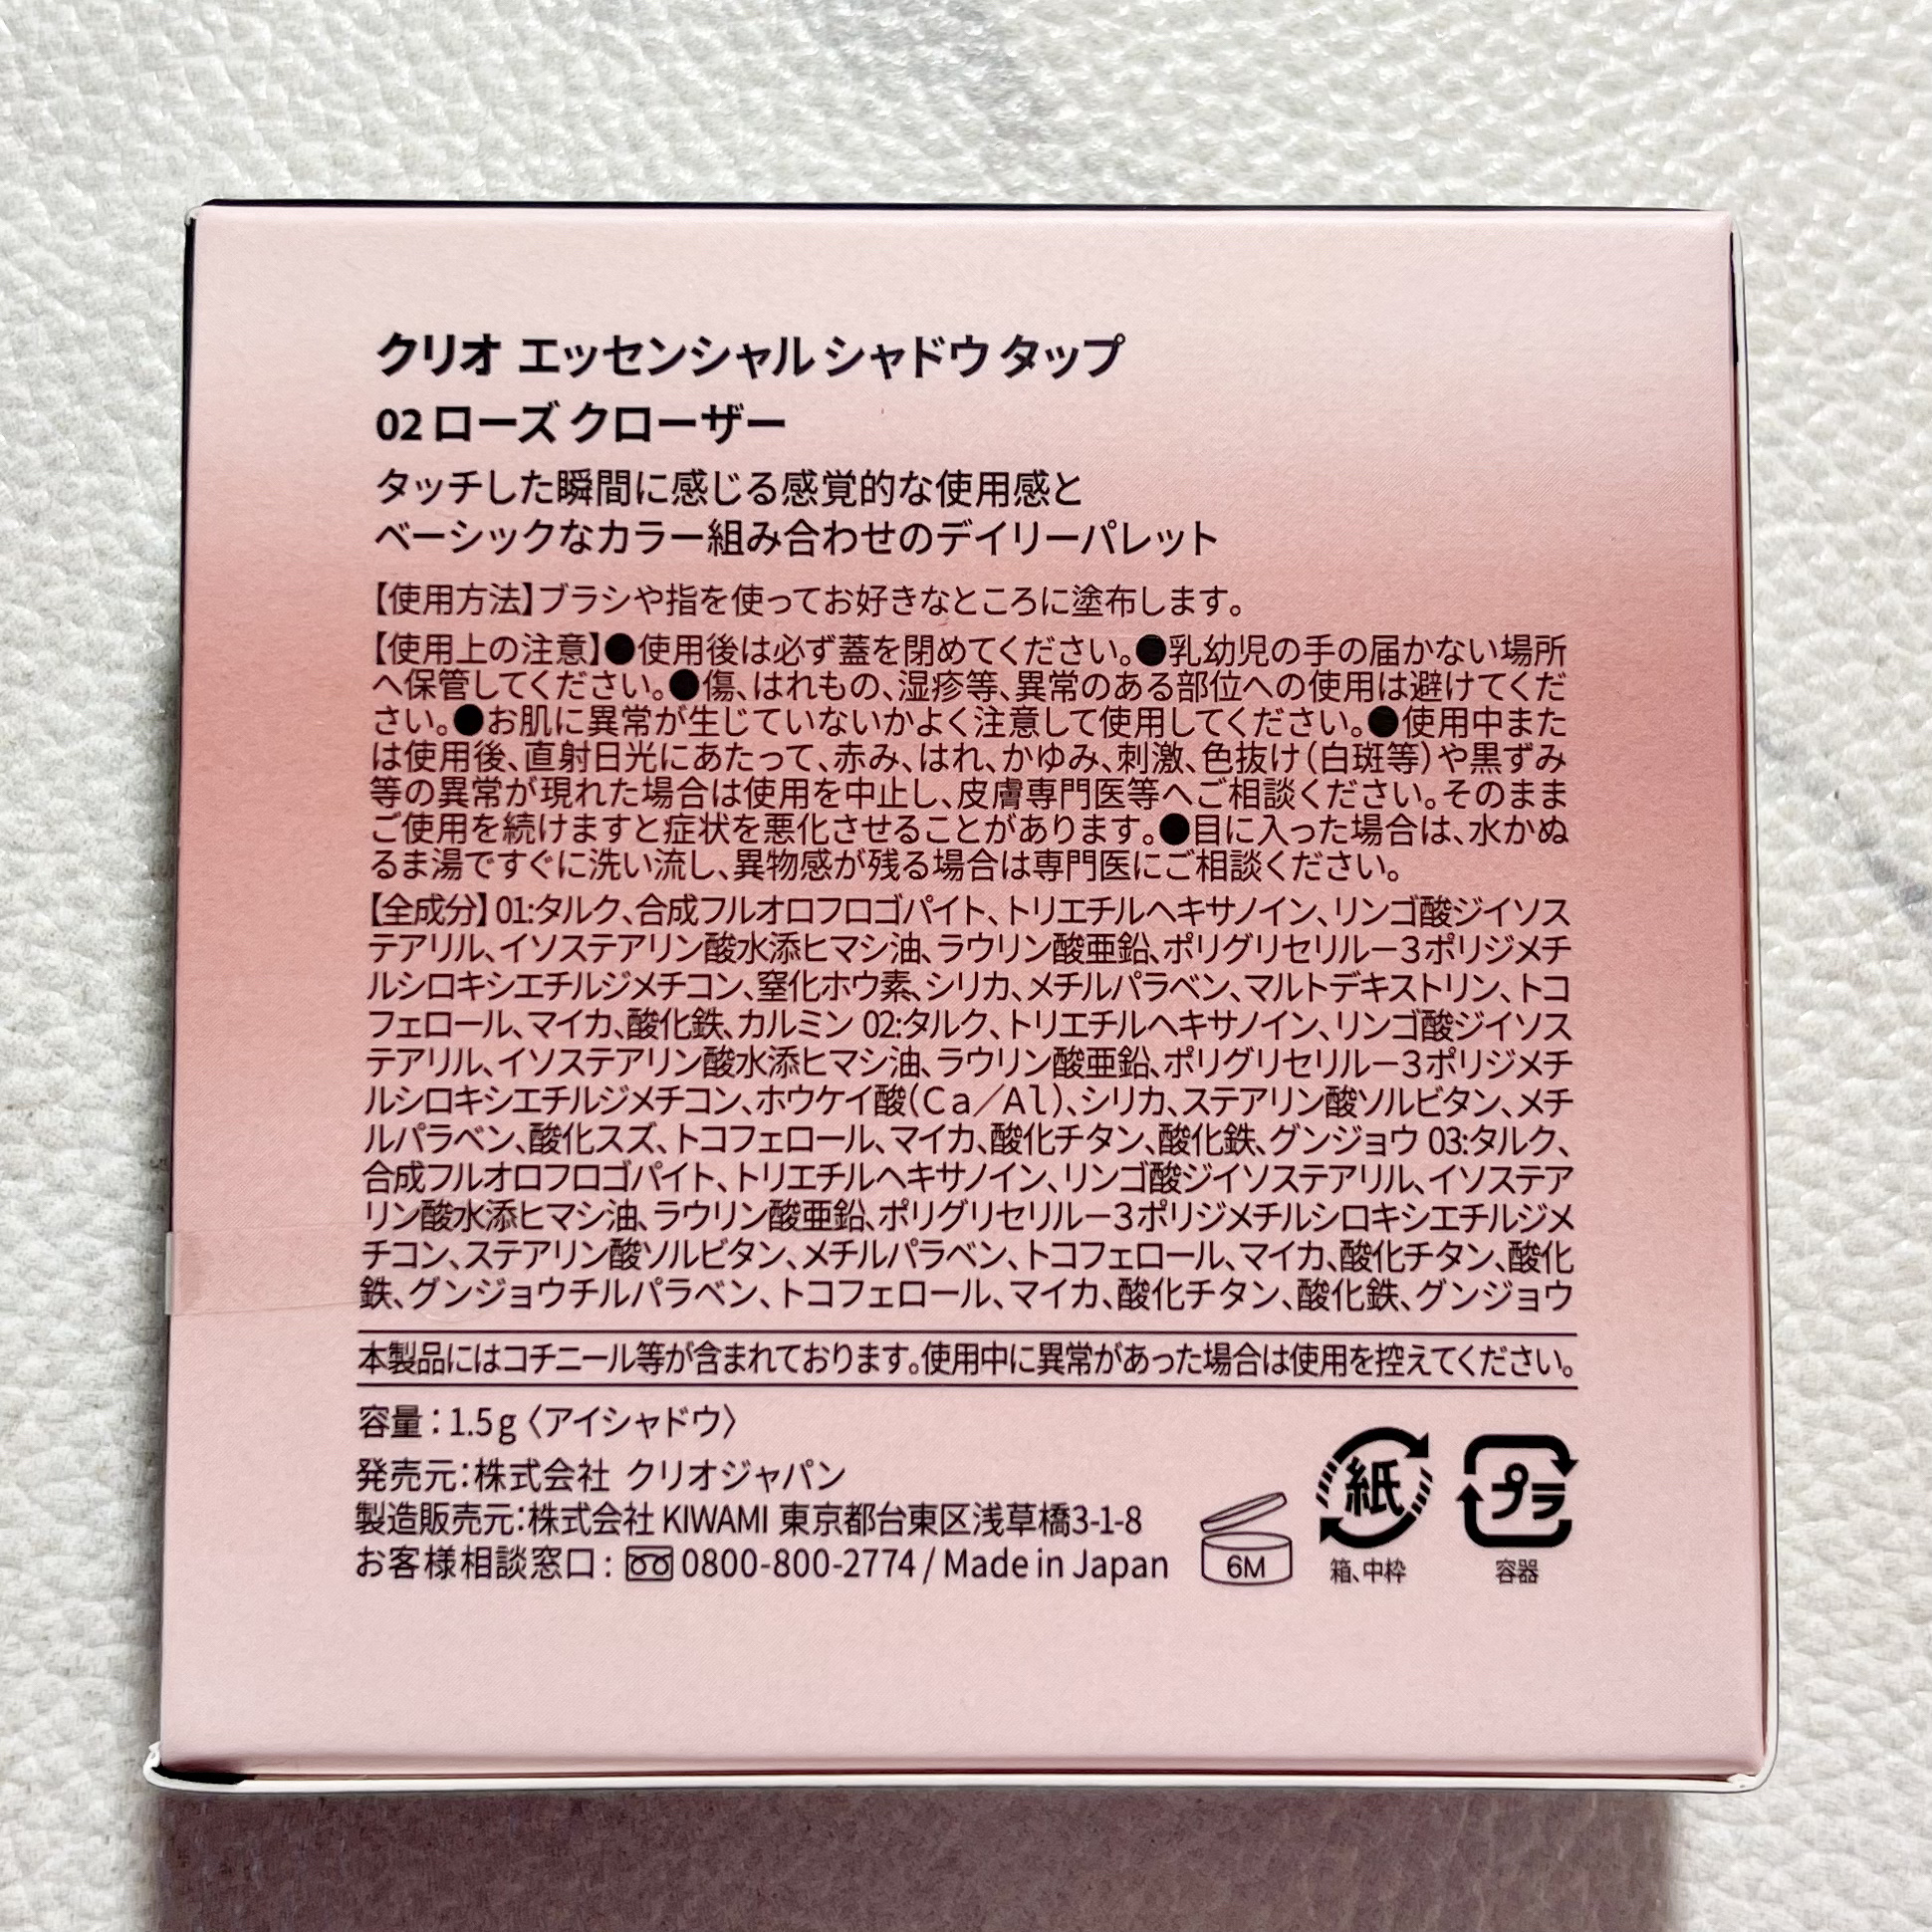 クリオ エッセンシャル シャドウ タップ
02 ローズ クローザー
タッチした瞬間に感じる感覚的な使用感と
ベーシックなカラー組み合わせのデイリーパレット
【使用方法】ブラシや指を使ってお好きなところに塗布します。
【使用上の注意】●使用後は必ず蓋を閉めてください。●乳幼児の手の届かない場所
へ保管してください。●傷、はれもの、湿疹等、異常のある部位への使用は避けてくだ
さい。●お肌に異常が生じていないかよく注意して使用してください。●使用中また
は使用後、直射日光にあたって、赤み、はれ、かゆみ、刺激、色抜け(白斑等)や黒ずみ
等の異常が現れた場合は使用を中止し、皮膚専門医等へご相談ください。そのまま
ご使用を続けますと症状を悪化させることがあります。●目に入った場合は、水かぬ
るま湯ですぐに洗い流し、異物感が残る場合は専門医にご相談ください。
【全成分】01:タルク、合成フルオロフロゴパイト、トリエチルヘキサノイン、リンゴ酸ジイソス
テアリル、イソステアリン酸水添ヒマシ油、ラウリン酸亜鉛、ポリグリセリルー3ポリジメチ
ルシロキシエチルジメチコン、窒化ホウ素、シリカ、メチルパラベン、マルトデキストリン、トコ
フェロール、マイカ、酸化鉄、カルミン 02:タルク、トリエチルヘキサノイン、リンゴ酸ジイソス
テアリル、イソステアリン酸水添ヒマシ油、ラウリン酸亜鉛、ポリグリセリルー3ポリジメチ
ルシロキシエチルジメチコン、ホウケイ酸(Ca/Al)、シリカ、ステアリン酸ソルビタン、メチ
ルパラベン、酸化スズ、トコフェロール、マイカ、酸化チタン、酸化鉄、グンジョウ 03:タルク、
合成フルオロフロゴパイト、トリエチルヘキサノイン、リンゴ酸ジイソステアリル、イソステア
リン酸水添ヒマシ油、ラウリン酸亜鉛、ポリグリセリルー3ポリジメチルシロキシエチルジメ
チコン、ステアリン酸ソルビタン、メチルパラベン、トコフェロール、マイカ、酸化チタン、酸化
鉄、グンジョウチルパラベン、トコフェロール、マイカ、酸化チタン、酸化鉄、グンジョウ
本製品にはコチニール等が含まれております。使用中に異常があった場合は使用を控えてください。
容量：1.5g〈アイシャドウ〉
発売元：株式会社 クリオジャパン
製造販売元：株式会社 KIWAMI 東京都台東区浅草橋3-1-8
お客様相談窓口：0800-800-2774 / Made in Japan
6M
紙
箱、中枠
プラ
容器